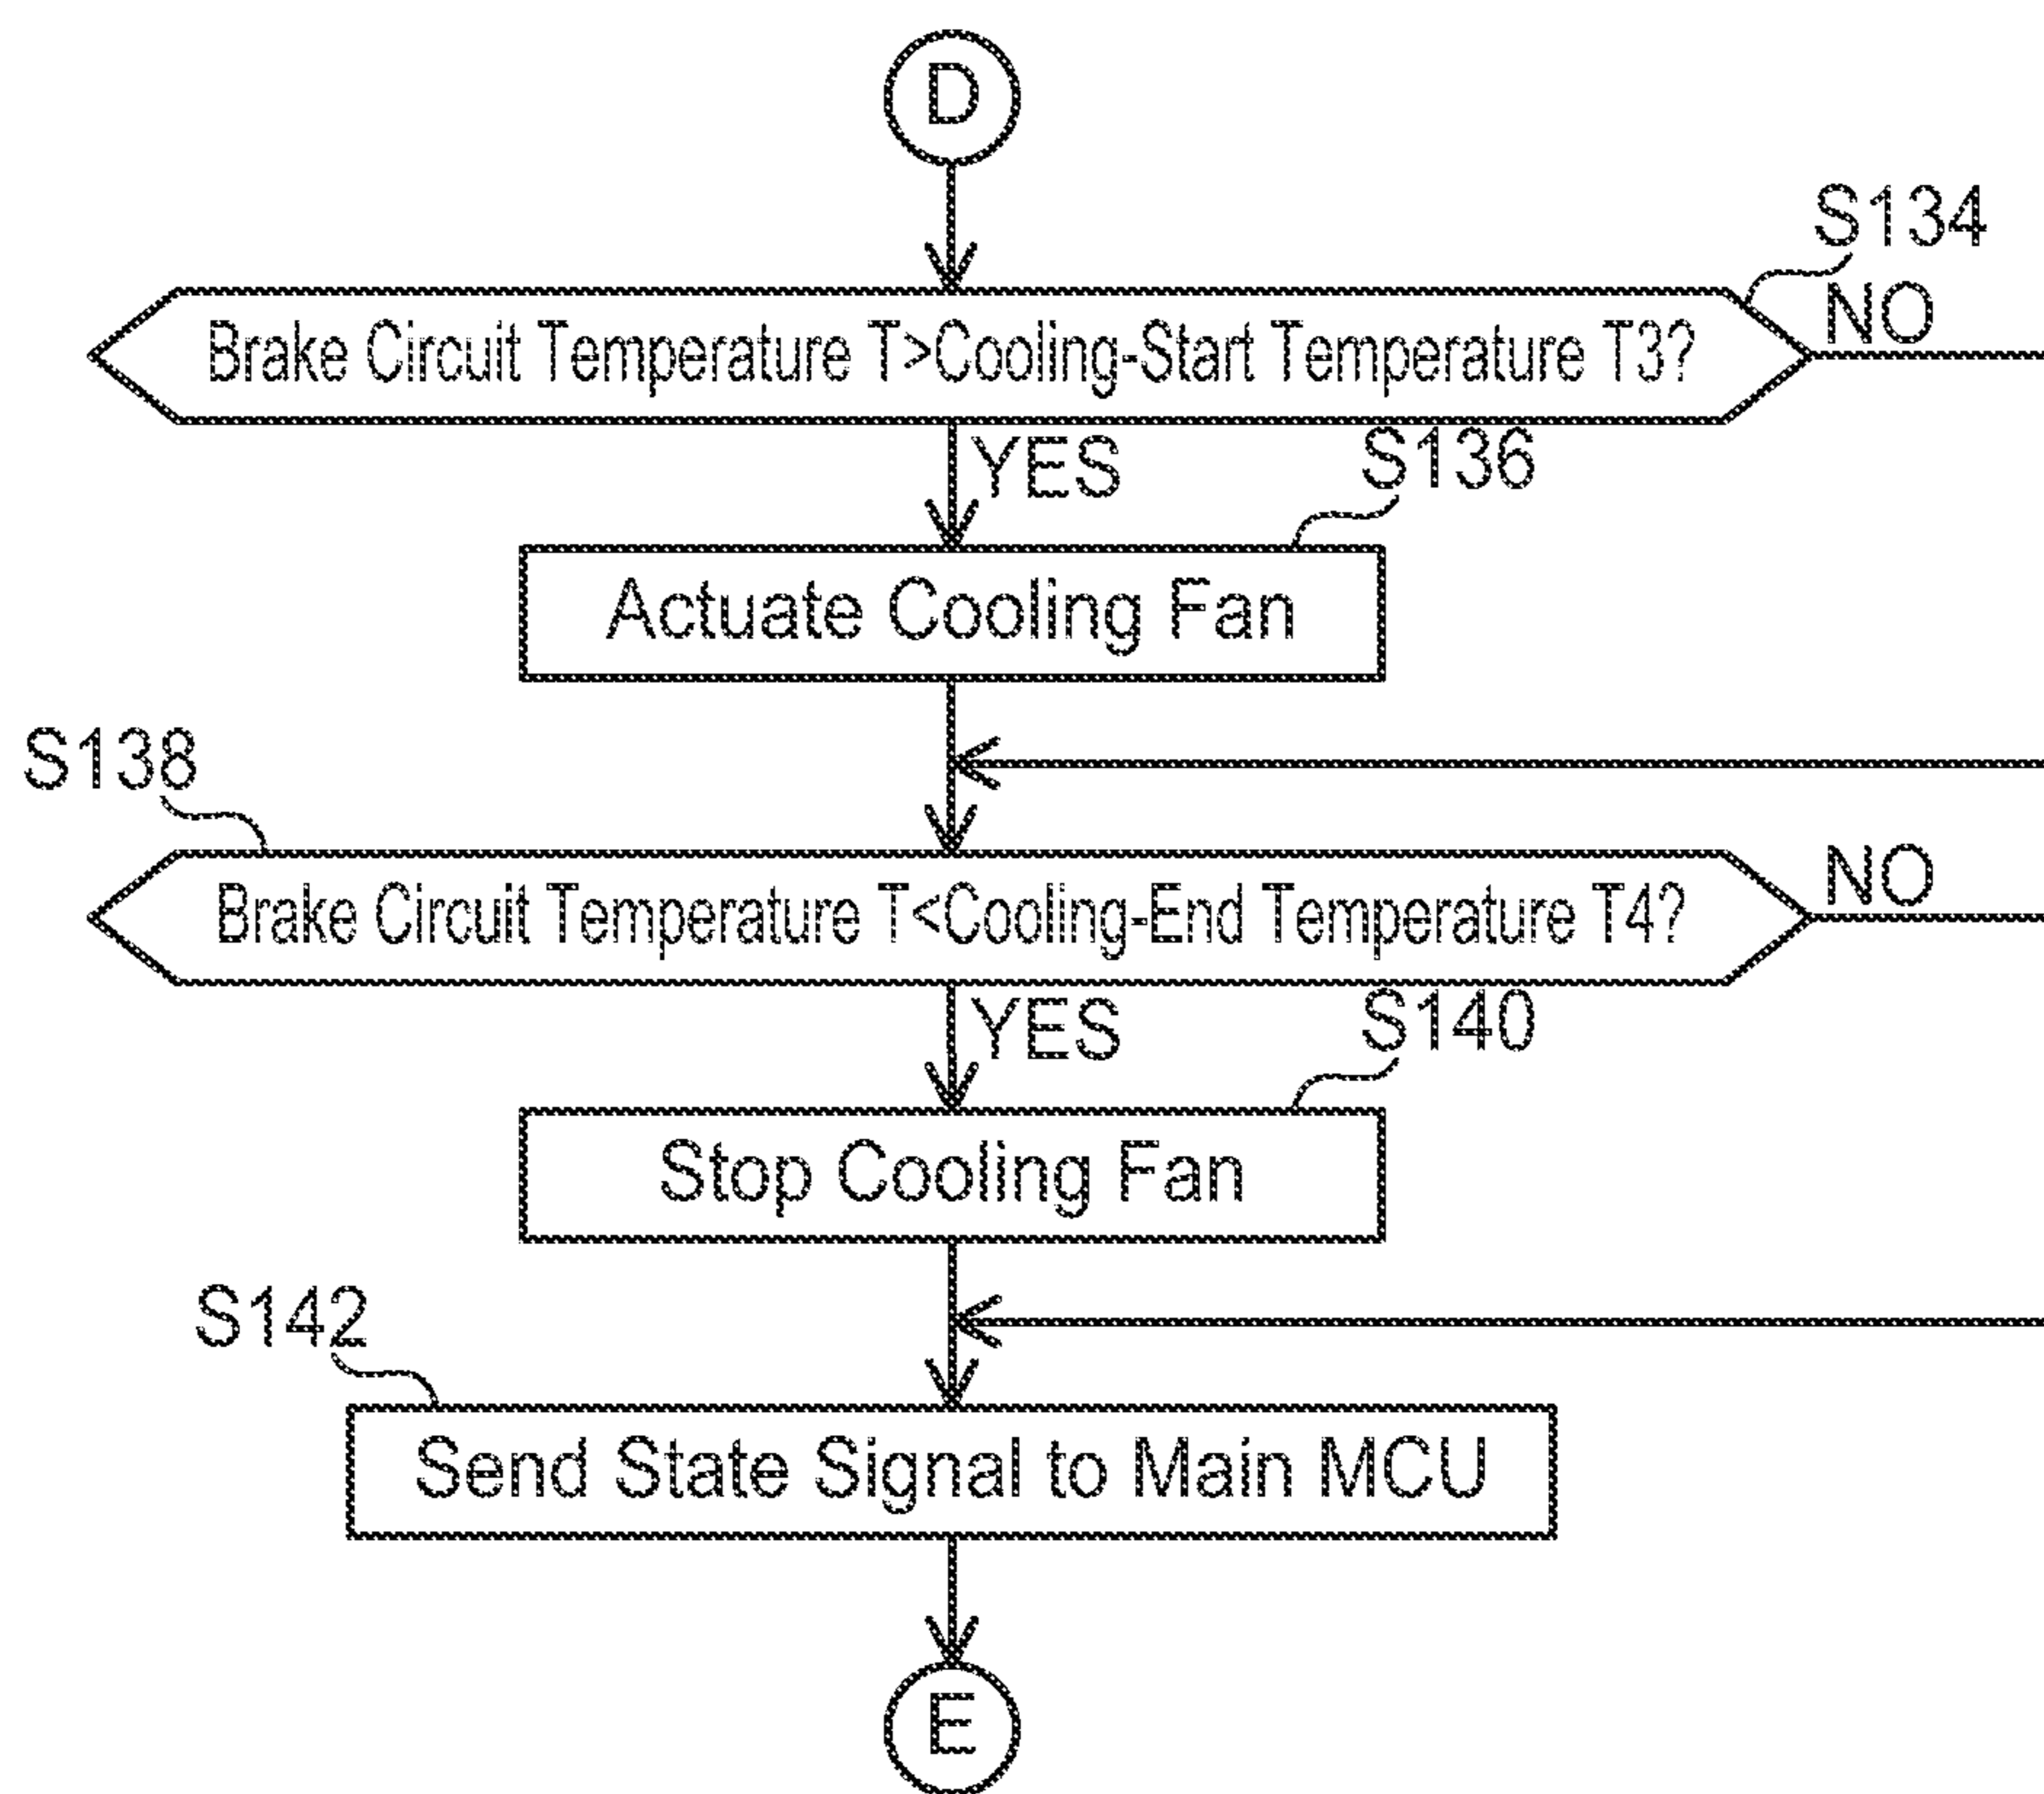 D
S134
Brake Circuit Temperature T>Cooling-Start Temperature T3?
NO
YES
S136
Actuate Cooling Fan
S138
Brake Circuit Temperature T<Cooling-End Temperature T4?
NO
YES
S140
Stop Cooling Fan
S142
Send State Signal to Main MCU
E